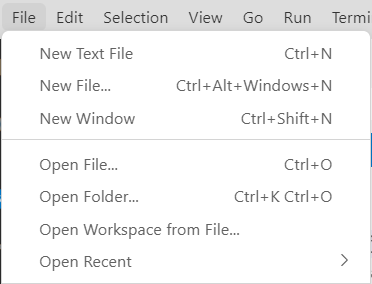 File Edit Selection View Go Run
New Text File Ctrl+N
New File... Ctrl+Alt+Windows+N
New Window Ctrl+Shift+N
Open File... Ctrl+O
Open Folder... Ctrl+K Ctrl+O
Open Workspace from File...
Open Recent